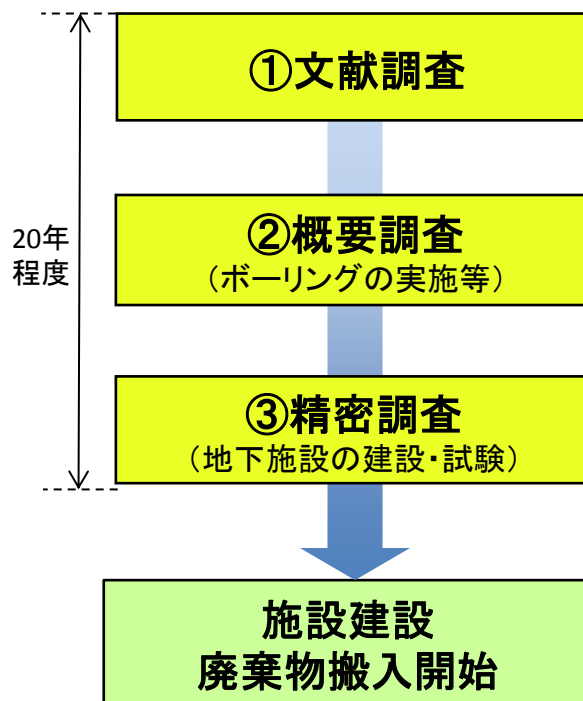 ①文献調査
20年
程度
②概要調査
（ボーリングの実施等）
③精密調査
（地下施設の建設・試験）
施設建設
廃棄物搬入開始